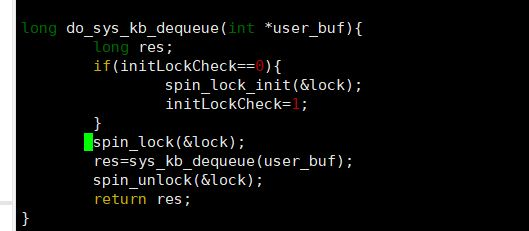 long do_sys_kb_dequeue(int *user_buf){
        long res;
        if(initLockCheck==0){
                spin_lock_init(&lock);
                initLockCheck=1;
        }
        spin_lock(&lock);
        res=sys_kb_dequeue(user_buf);
        spin_unlock(&lock);
        return res;
}